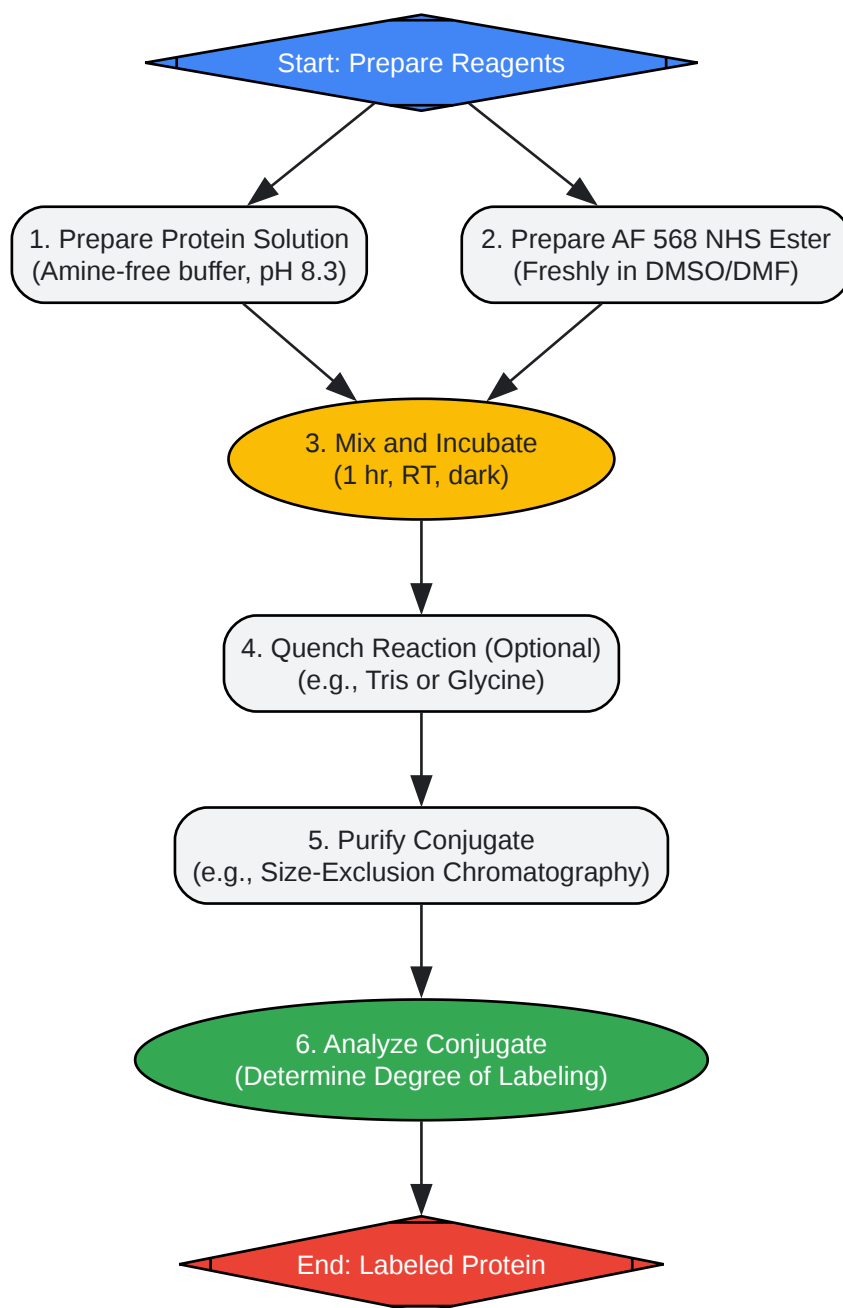 Start: Prepare Reagents
1. Prepare Protein Solution
(Amine-free buffer, pH 8.3)
2. Prepare AF 568 NHS Ester
(Freshly in DMSO/DMF)
3. Mix and Incubate
(1 hr, RT, dark)
4. Quench Reaction (Optional)
(e.g., Tris or Glycine)
5. Purify Conjugate
(e.g., Size-Exclusion Chromatography)
6. Analyze Conjugate
(Determine Degree of Labeling)
End: Labeled Protein